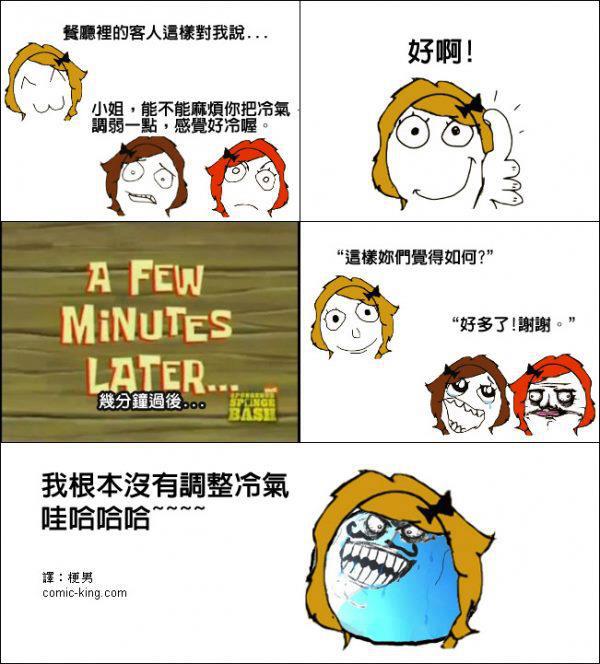 餐廳裡的客人這樣對我說...
小姐，能不能麻煩你把冷氣
調弱一點，感覺好冷喔。
好啊!
A FEW
MINUTES
LATER...
幾分鐘過後...
SPONGEBOB
SPLINGE
BASH
“這樣妳們覺得如何?”
“好多了!謝謝。”
我根本沒有調整冷氣
哇哈哈哈~~~~
譯：梗男
comic-king.com